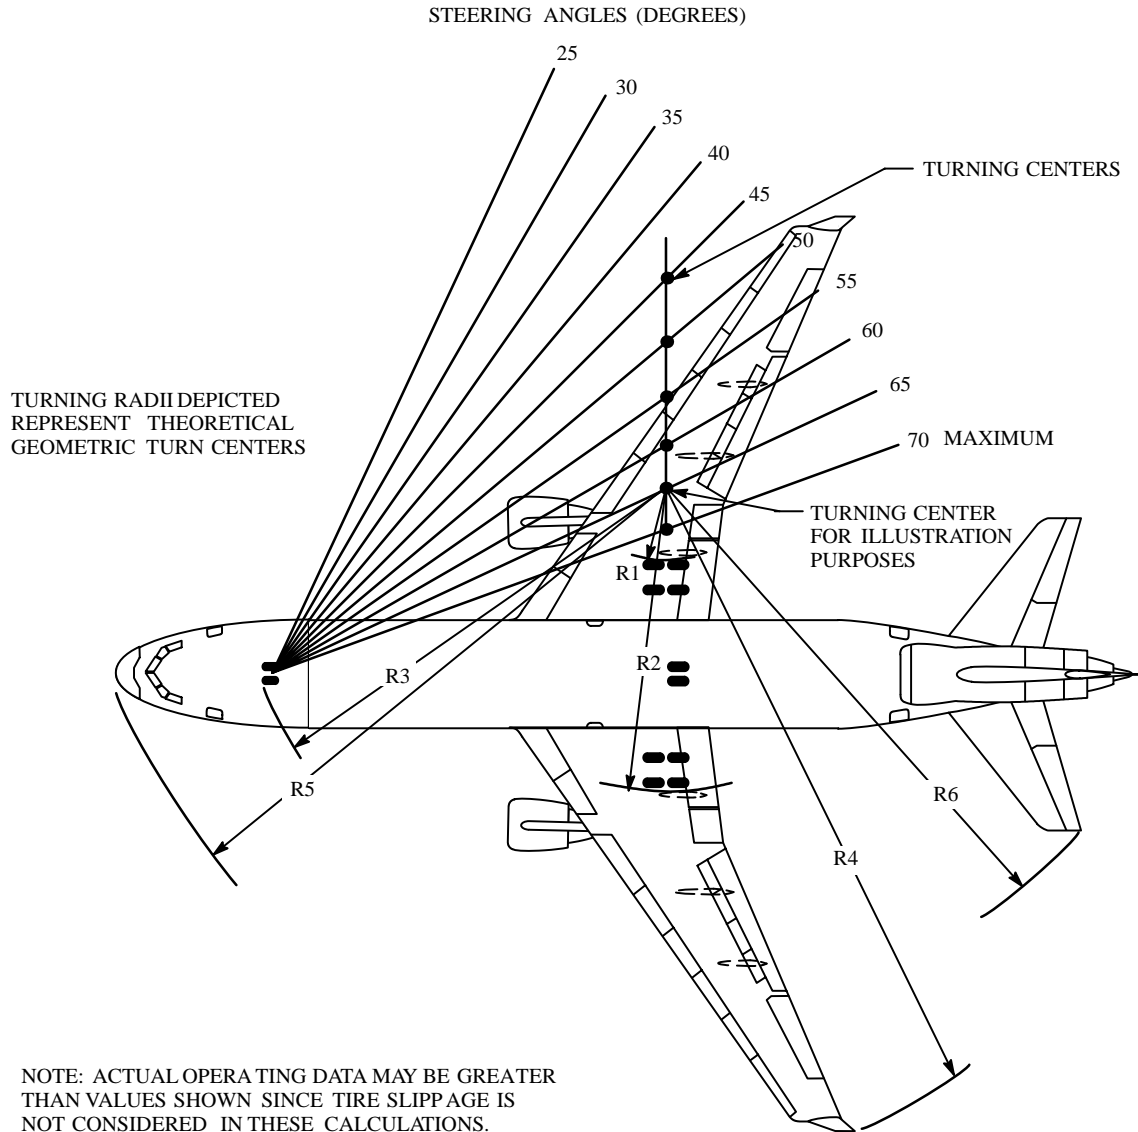 STEERING ANGLES (DEGREES)
25
30
35
40
45
TURNING CENTERS
50
55
60
65
70 MAXIMUM
TURNING RADII DEPICTED
REPRESENT THEORETICAL
GEOMETRIC TURN CENTERS
TURNING CENTER
FOR ILLUSTRATION
PURPOSES
R1
R2
R3
R5
R6
R4
NOTE: ACTUAL OPERATING DATA MAY BE GREATER
THAN VALUES SHOWN SINCE TIRE SLIPPAGE IS
NOT CONSIDERED IN THESE CALCULATIONS.